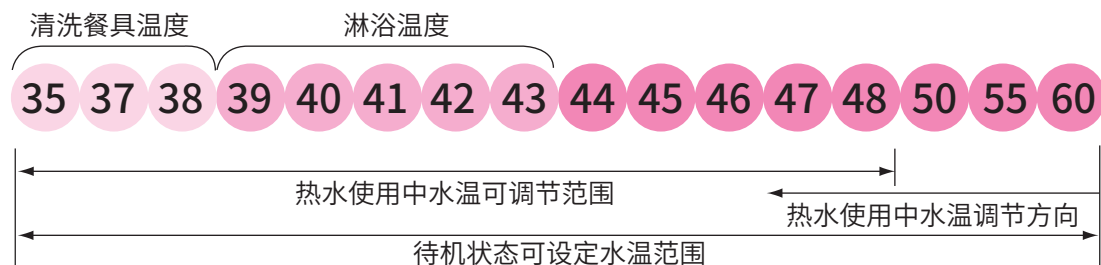 清洗餐具温度 淋浴温度
35 37 38 39 40 41 42 43 44 45 46 47 48 50 55 60
热水使用中水温可调节范围
热水使用中水温调节方向
待机状态可设定水温范围